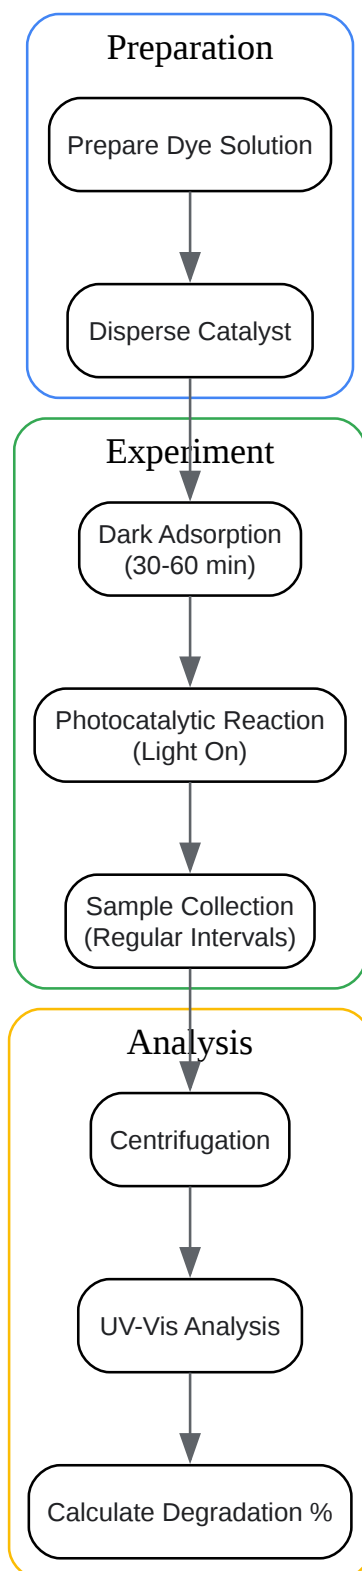 Preparation
Prepare Dye Solution
Disperse Catalyst
Experiment
Dark Adsorption
(30-60 min)
Photocatalytic Reaction
(Light On)
Sample Collection
(Regular Intervals)
Analysis
Centrifugation
UV-Vis Analysis
Calculate Degradation %